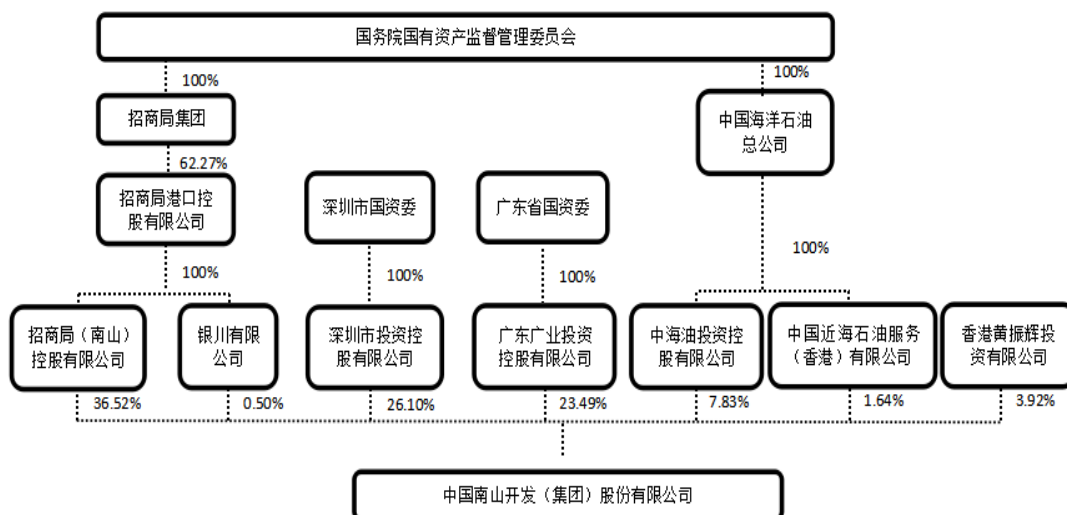 国务院国有资产监督管理委员会
100%
100%
招商局集团
中国海洋石油
总公司
62.27%
招商局港口控
股有限公司
深圳市国资委
广东省国资委
100%
100%
100%
100%
招商局（南山）
控股有限公司
银川有限
公司
深圳市投资控
股有限公司
广东广业投资
控股有限公司
中海油投资控
股有限公司
中国近海石油服务
（香港）有限公司
香港黄振辉投
资有限公司
36.52%
0.50%
26.10%
23.49%
7.83%
1.64%
3.92%
中国南山开发（集团）股份有限公司